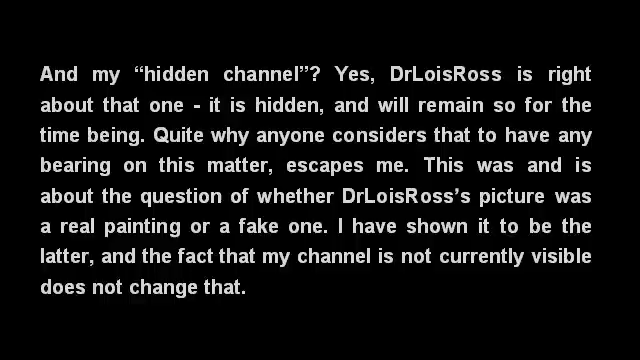 And my “hidden channel”? Yes, DrLoisRoss is right
about that one - it is hidden, and will remain so for the
time being. Quite why anyone considers that to have any
bearing on this matter, escapes me. This was and is
about the question of whether DrLoisRoss’s picture was
a real painting or a fake one. I have shown it to be the
latter, and the fact that my channel is not currently visible
does not change that.